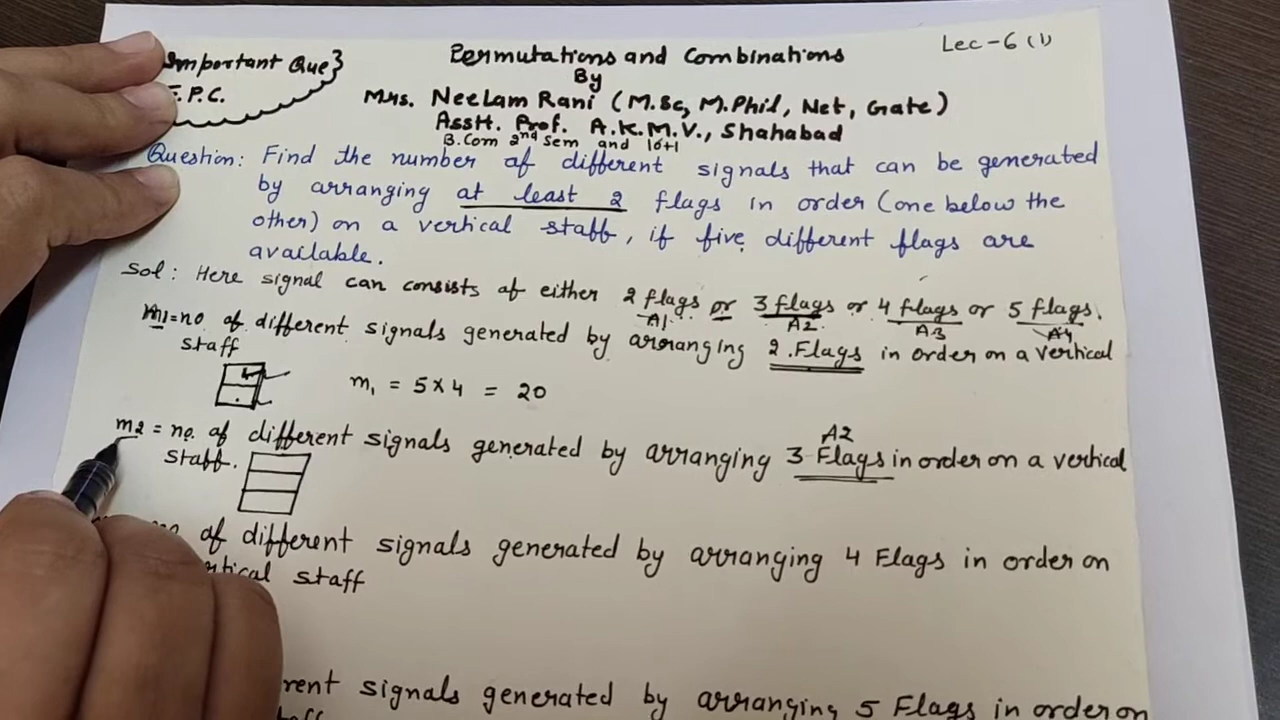 Important Que}
F.P.C.
Permutations and Combinations
Lec-6 (1)
By
Mrs. Neelam Rani (M.Sc, M.Phil, Net, Gate)
Asstt. Prof. A.K.M.V., Shahabad
B.Com 2nd Sem and 10+1
Question: Find the number of different signals that can be generated
by arranging at least 2 flags in order (one below the
other) on a vertical staff, if five different flags are
available.
Sol: Here signal can consists of either 2 flags or 3 flags or 4 flags or 5 flags.
A1 A2 A3 A4
m1 = no of different signals generated by arranging 2 Flags in order on a vertical
staff
m1 = 5 × 4 = 20
A2
m2 = no. of different signals generated by arranging 3 Flags in order on a vertical
staff.
no of different signals generated by arranging 4 Flags in order on
staff
signals generated by arranging 5 Flags in order on